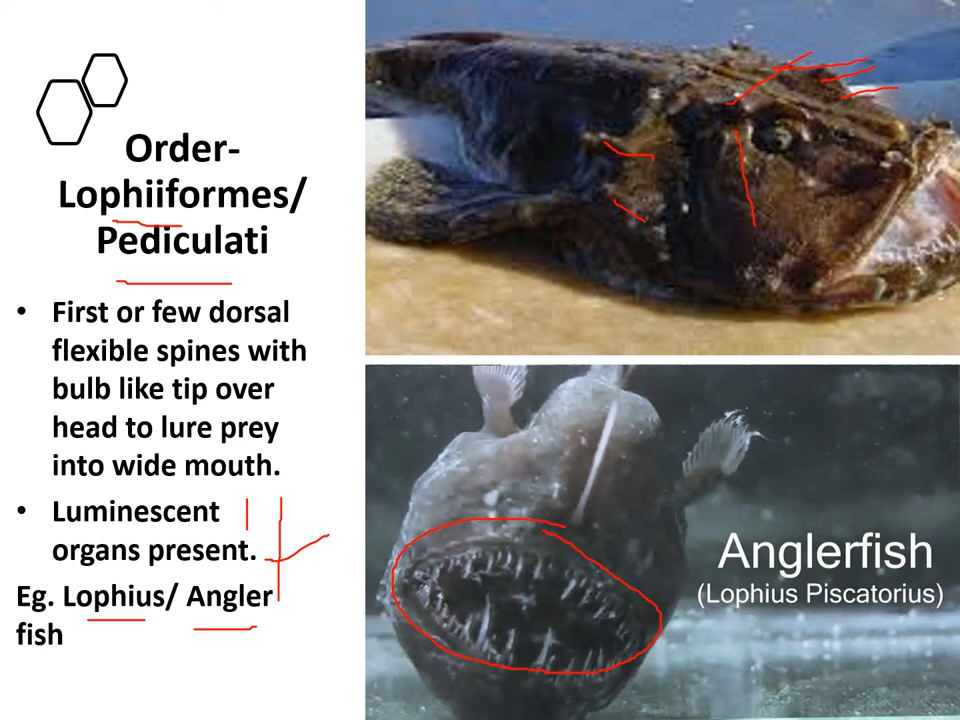 Order-
Lophiiformes/
Pediculati
• First or few dorsal
flexible spines with
bulb like tip over
head to lure prey
into wide mouth.
• Luminescent
organs present.
Eg. Lophius/ Angler
fish
Anglerfish
(Lophius Piscatorius)